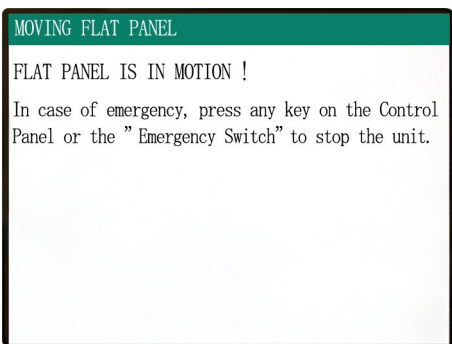 MOVING FLAT PANEL
FLAT PANEL IS IN MOTION !
In case of emergency, press any key on the Control
Panel or the ” Emergency Switch” to stop the unit.